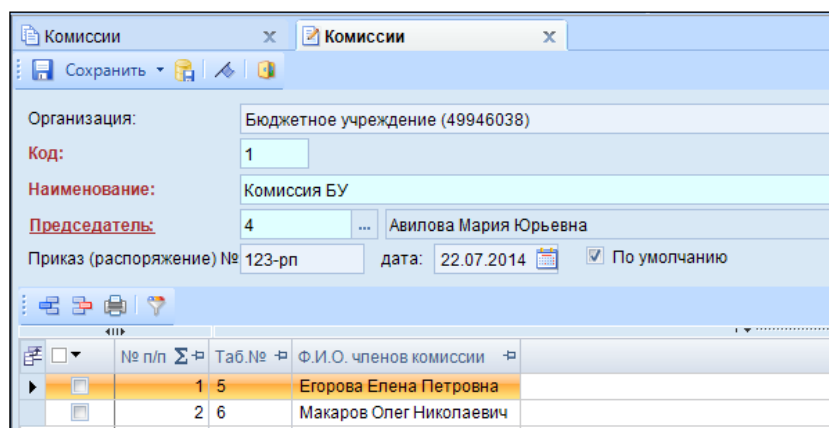 Комиссии Комиссии
Сохранить
Организация: Бюджетное учреждение (49946038)
Код: 1
Наименование: Комиссия БУ
Председатель: 4 ... Авилова Мария Юрьевна
Приказ (распоряжение) № 123-рп дата: 22.07.2014 По умолчанию
№ п/п Σ Таб.№ Ф.И.О. членов комиссии
1 5 Егорова Елена Петровна
2 6 Макаров Олег Николаевич